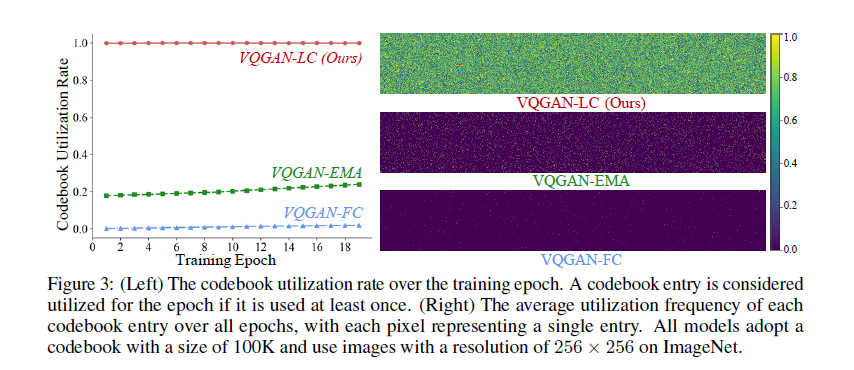 1.0
0.8
0.6
0.4
0.2
0.0
Codebook Utilization Rate
VQGAN-LC (Ours)
VQGAN-EMA
VQGAN-FC
0 2 4 6 8 10 12 14 16 18
Training Epoch
VQGAN-LC (Ours)
VQGAN-EMA
VQGAN-FC
1.0
0.8
0.6
0.4
0.2
0.0
Figure 3: (Left) The codebook utilization rate over the training epoch. A codebook entry is considered
utilized for the epoch if it is used at least once. (Right) The average utilization frequency of each
codebook entry over all epochs, with each pixel representing a single entry. All models adopt a
codebook with a size of 100K and use images with a resolution of 256 × 256 on ImageNet.